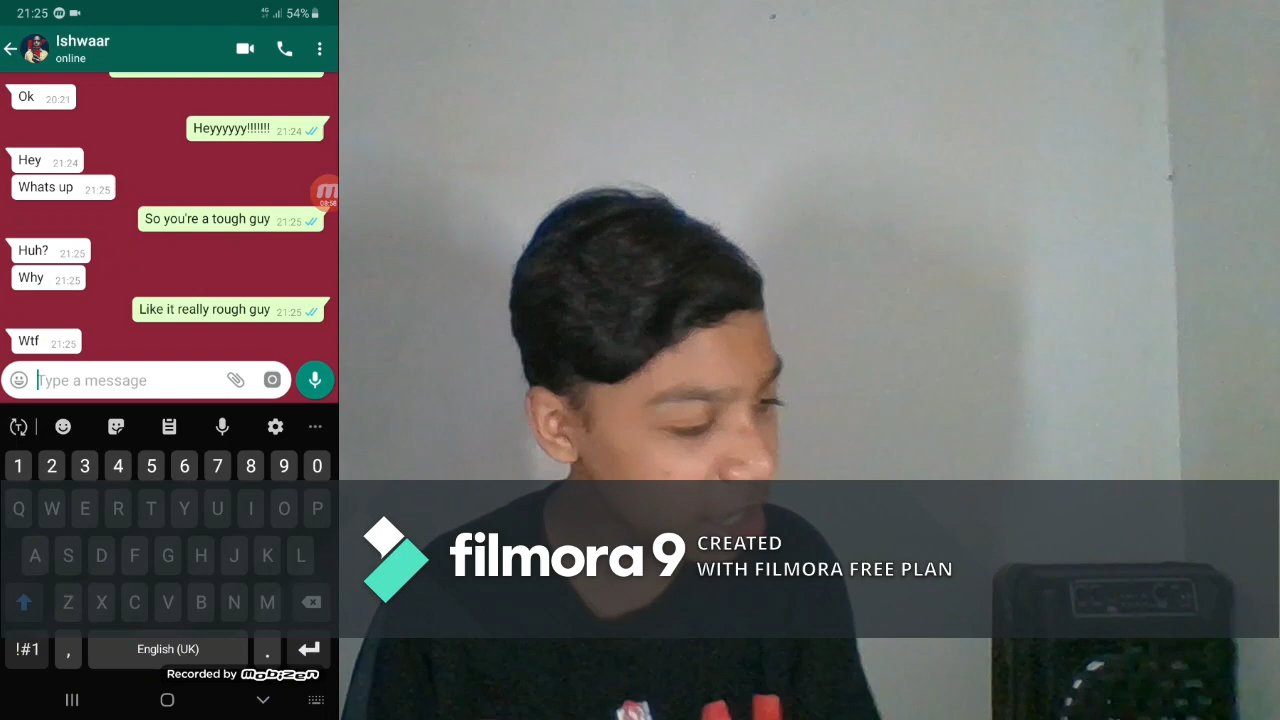 21:25
4G 54%
Ishwaar
online
Ok 20:21
Heyyyyyy!!!!!!! 21:24
Hey 21:24
Whats up 21:25
So you're a tough guy 21:25
03:58
Huh? 21:25
Why 21:25
Like it really rough guy 21:25
Wtf 21:25
Type a message
1 2 3 4 5 6 7 8 9 0
Q W E R T Y U I O P
A S D F G H J K L
Z X C V B N M
!#1 , English (UK) .
Recorded by mobizen
filmora 9
CREATED
WITH FILMORA FREE PLAN